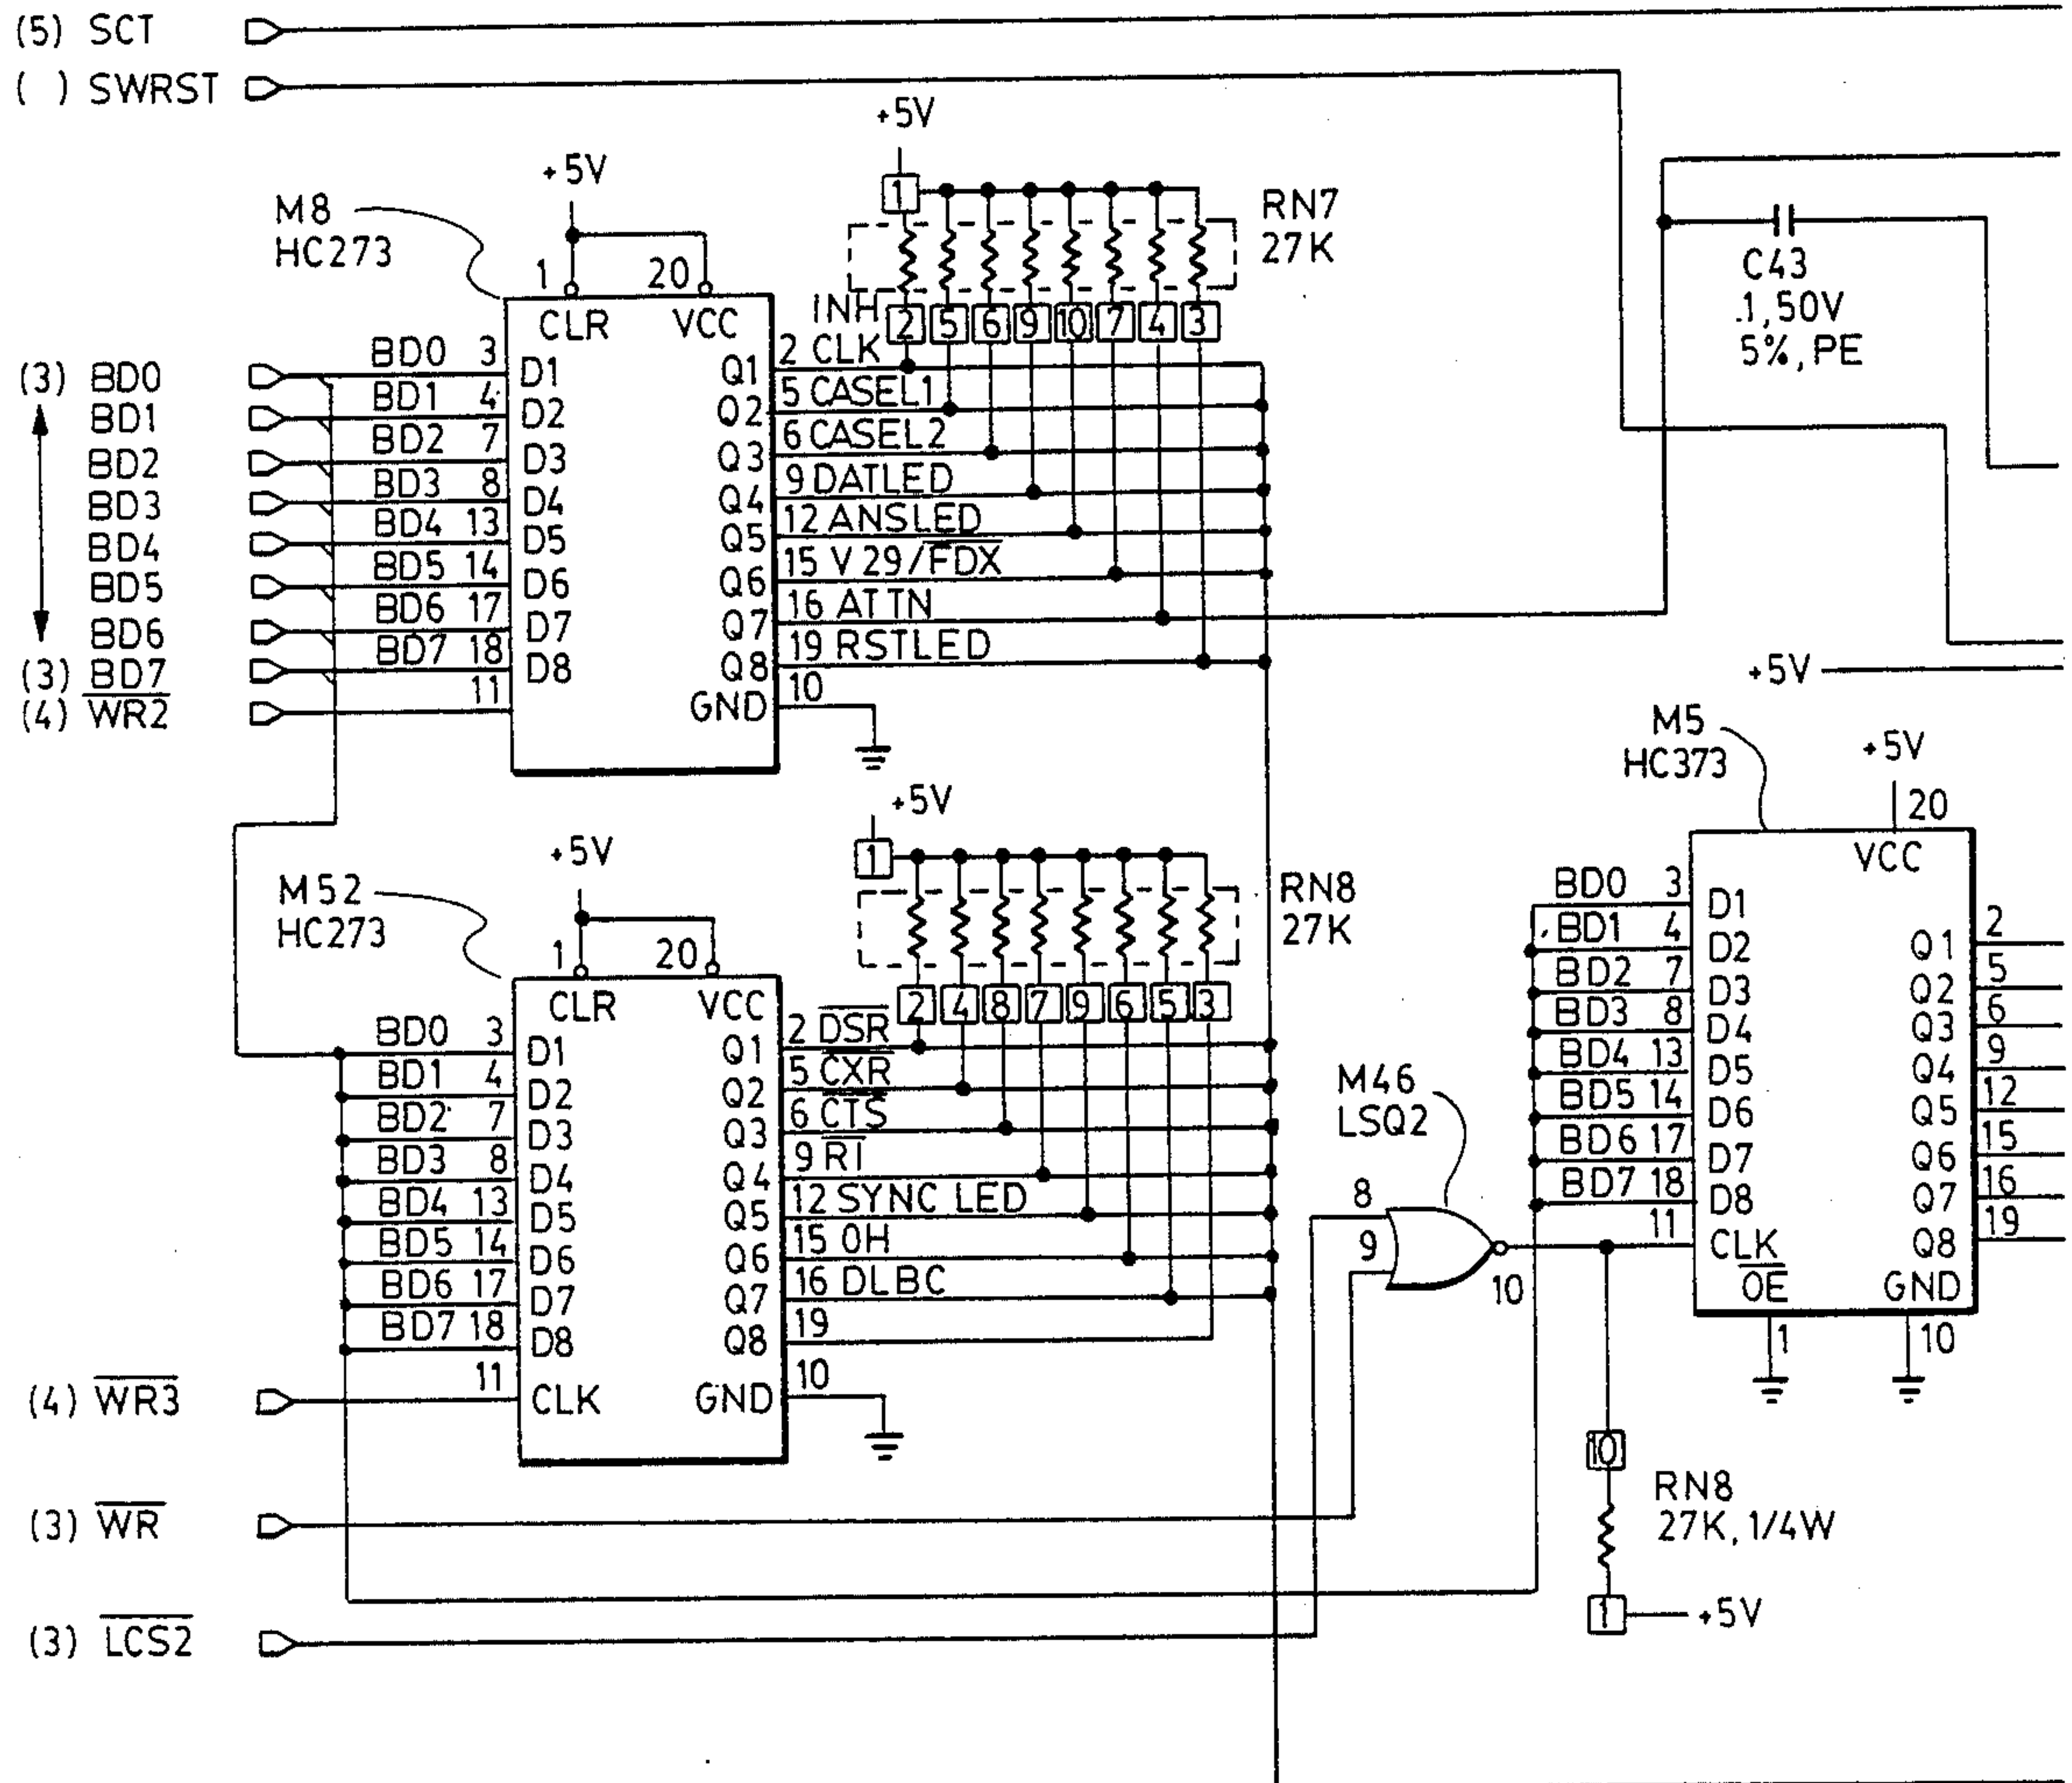 (5) SCT
( ) SWRST
+5V
+5V
M8
HC273
RN7
27K
1
1
20
CLR
VCC
INH
2 5 6 9 10 7 4 3
C43
.1,50V
5%, PE
(3) BD0
BD1
BD2
BD3
BD4
BD5
BD6
(3) BD7
(4) WR2
BD0 3 D1
BD1 4 D2
BD2 7 D3
BD3 8 D4
BD4 13 D5
BD5 14 D6
BD6 17 D7
BD7 18 D8
11
Q1 2 CLK
Q2 5 CASEL1
Q3 6 CASEL2
Q4 9 DATLED
Q5 12 ANSLED
Q6 15 V29/FDX
Q7 16 ATTN
Q8 19 RSTLED
GND 10
+5V
M5
HC373
+5V
20
VCC
+5V
+5V
M52
HC273
1
RN8
27K
1
20
CLR
VCC
2 4 8 7 9 6 5 3
BD0 3 D1
BD1 4 D2
BD2 7 D3
BD3 8 D4
BD4 13 D5
BD5 14 D6
BD6 17 D7
BD7 18 D8
11 CLK
Q1 2 DSR
Q2 5 CXR
Q3 6 CTS
Q4 9 RI
Q5 12 SYNC LED
Q6 15 OH
Q7 16 DLBC
Q8 19
GND 10
M46
LSQ2
8
9
10
BD0 3 D1
BD1 4 D2
BD2 7 D3
BD3 8 D4
BD4 13 D5
BD5 14 D6
BD6 17 D7
BD7 18 D8
11 CLK
OE
Q1 2
Q2 5
Q3 6
Q4 9
Q5 12
Q6 15
Q7 16
Q8 19
GND
1
10
(4) WR3
(3) WR
(3) LCS2
10
RN8
27K, 1/4W
1
+5V